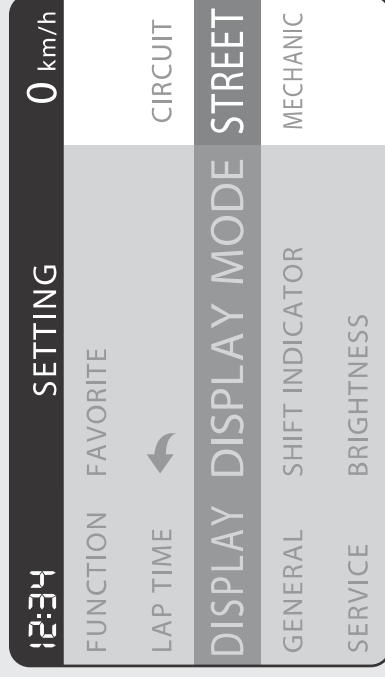 12:34 SETTING 0 km/h
FUNCTION FAVORITE
LAP TIME CIRCUIT
DISPLAY DISPLAY MODE STREET
GENERAL SHIFT INDICATOR MECHANIC
SERVICE BRIGHTNESS